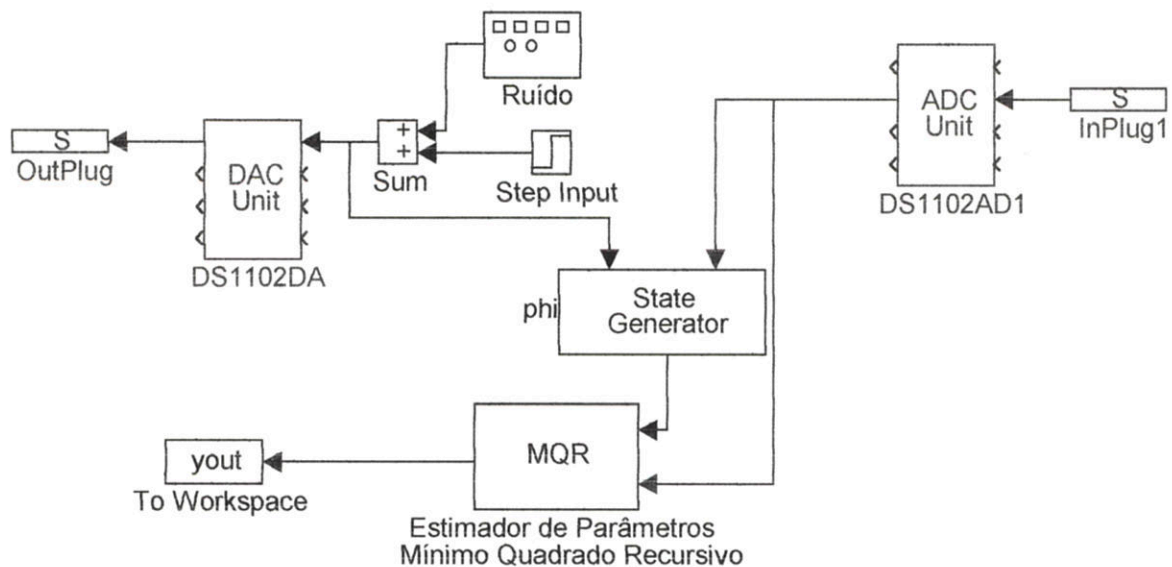 Ruído
S
OutPlug
DAC
Unit
DS1102DA
+
+
Sum
Step Input
ADC
Unit
DS1102AD1
S
InPlug1
phi
State
Generator
MQR
yout
To Workspace
Estimador de Parâmetros
Mínimo Quadrado Recursivo